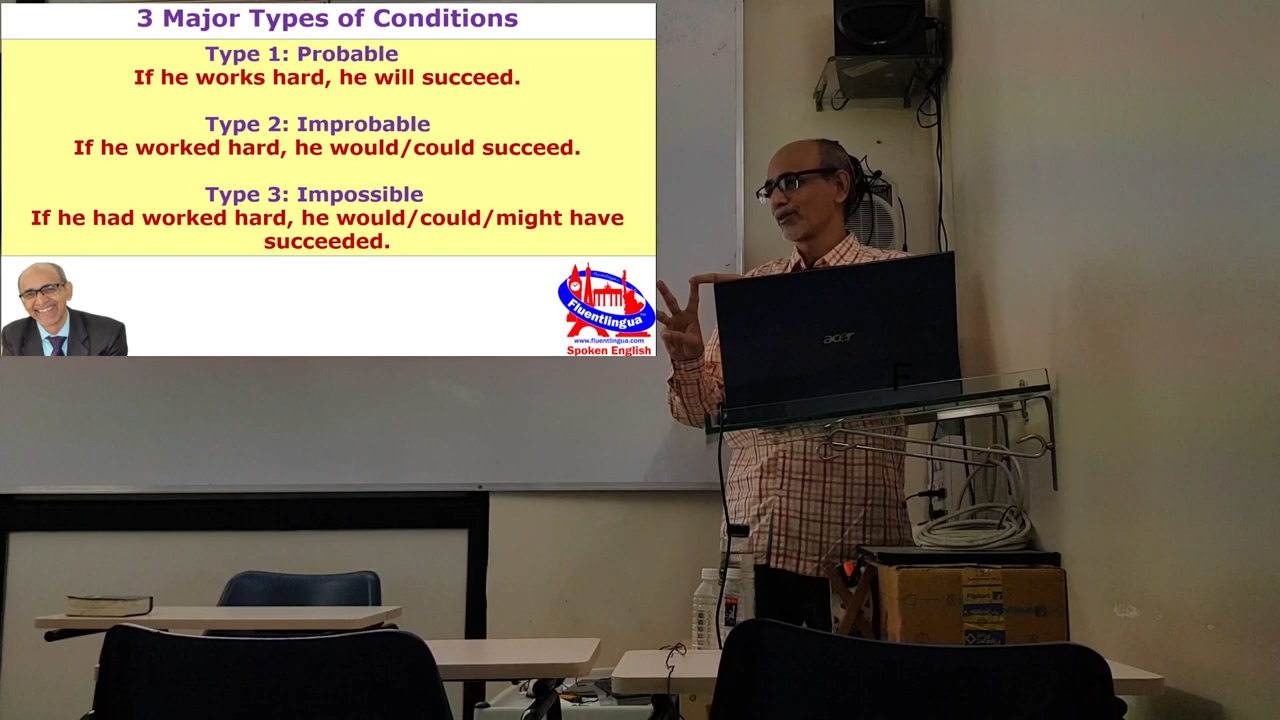 3 Major Types of Conditions
Type 1: Probable
If he works hard, he will succeed.
Type 2: Improbable
If he worked hard, he would/could succeed.
Type 3: Impossible
If he had worked hard, he would/could/might have
succeeded.
Fluentlingua
www.fluentlingua.com
Spoken English
acer
F
Flipkart